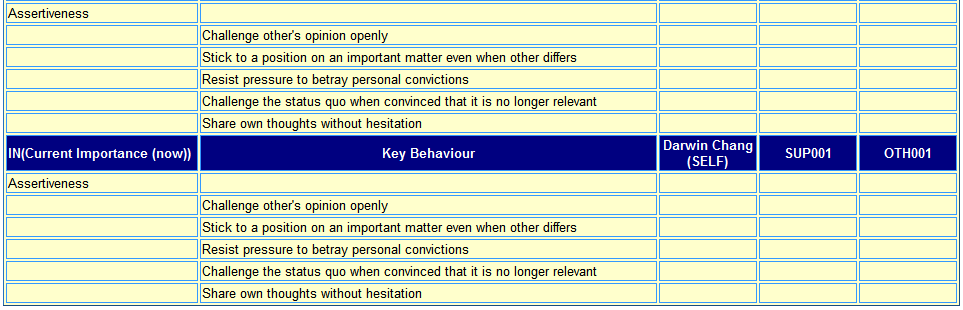 Assertiveness
Challenge other's opinion openly
Stick to a position on an important matter even when other differs
Resist pressure to betray personal convictions
Challenge the status quo when convinced that it is no longer relevant
Share own thoughts without hesitation
IN(Current Importance (now)) Key Behaviour Darwin Chang (SELF) SUP001 OTH001
Assertiveness
Challenge other's opinion openly
Stick to a position on an important matter even when other differs
Resist pressure to betray personal convictions
Challenge the status quo when convinced that it is no longer relevant
Share own thoughts without hesitation